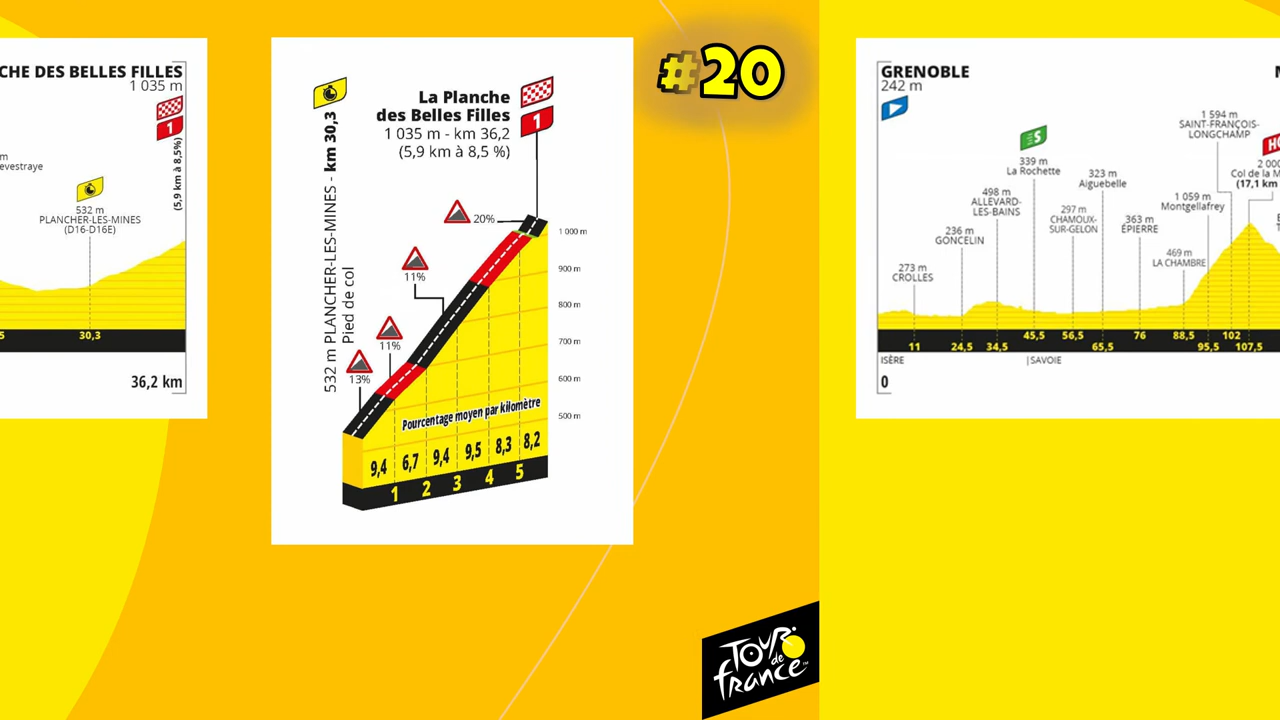 CHE DES BELLES FILLES
1 035 m
1
(5,9 km à 8,5%)
m
evestraye
532 m
PLANCHER-LES-MINES
(D16-D16E)
5
30,3
36,2 km
532 m PLANCHER-LES-MINES - km 30,3
Pied de col
La Planche
des Belles Filles
1 035 m - km 36,2
(5,9 km à 8,5 %)
1
20%
11%
11%
13%
1 000 m
900 m
800 m
700 m
600 m
500 m
Pourcentage moyen par kilomètre
9,4 6,7 9,4 9,5 8,3 8,2
1 2 3 4 5
#20
TOUR
de
france
GRENOBLE
242 m
M
273 m
CROLLES
236 m
GONCELIN
498 m
ALLEVARD-
LES-BAINS
S
339 m
La Rochette
297 m
CHAMOUX-
SUR-GELON
323 m
Aiguebelle
363 m
ÉPIERRE
469 m
LA CHAMBRE
1 059 m
Montgellafrey
1 594 m
SAINT-FRANÇOIS-
LONGCHAMP
HC
2 000
Col de la M
(17,1 km
11 24,5 34,5 45,5 56,5 65,5 76 88,5 95,5 102 107,5
ISÈRE |SAVOIE
0